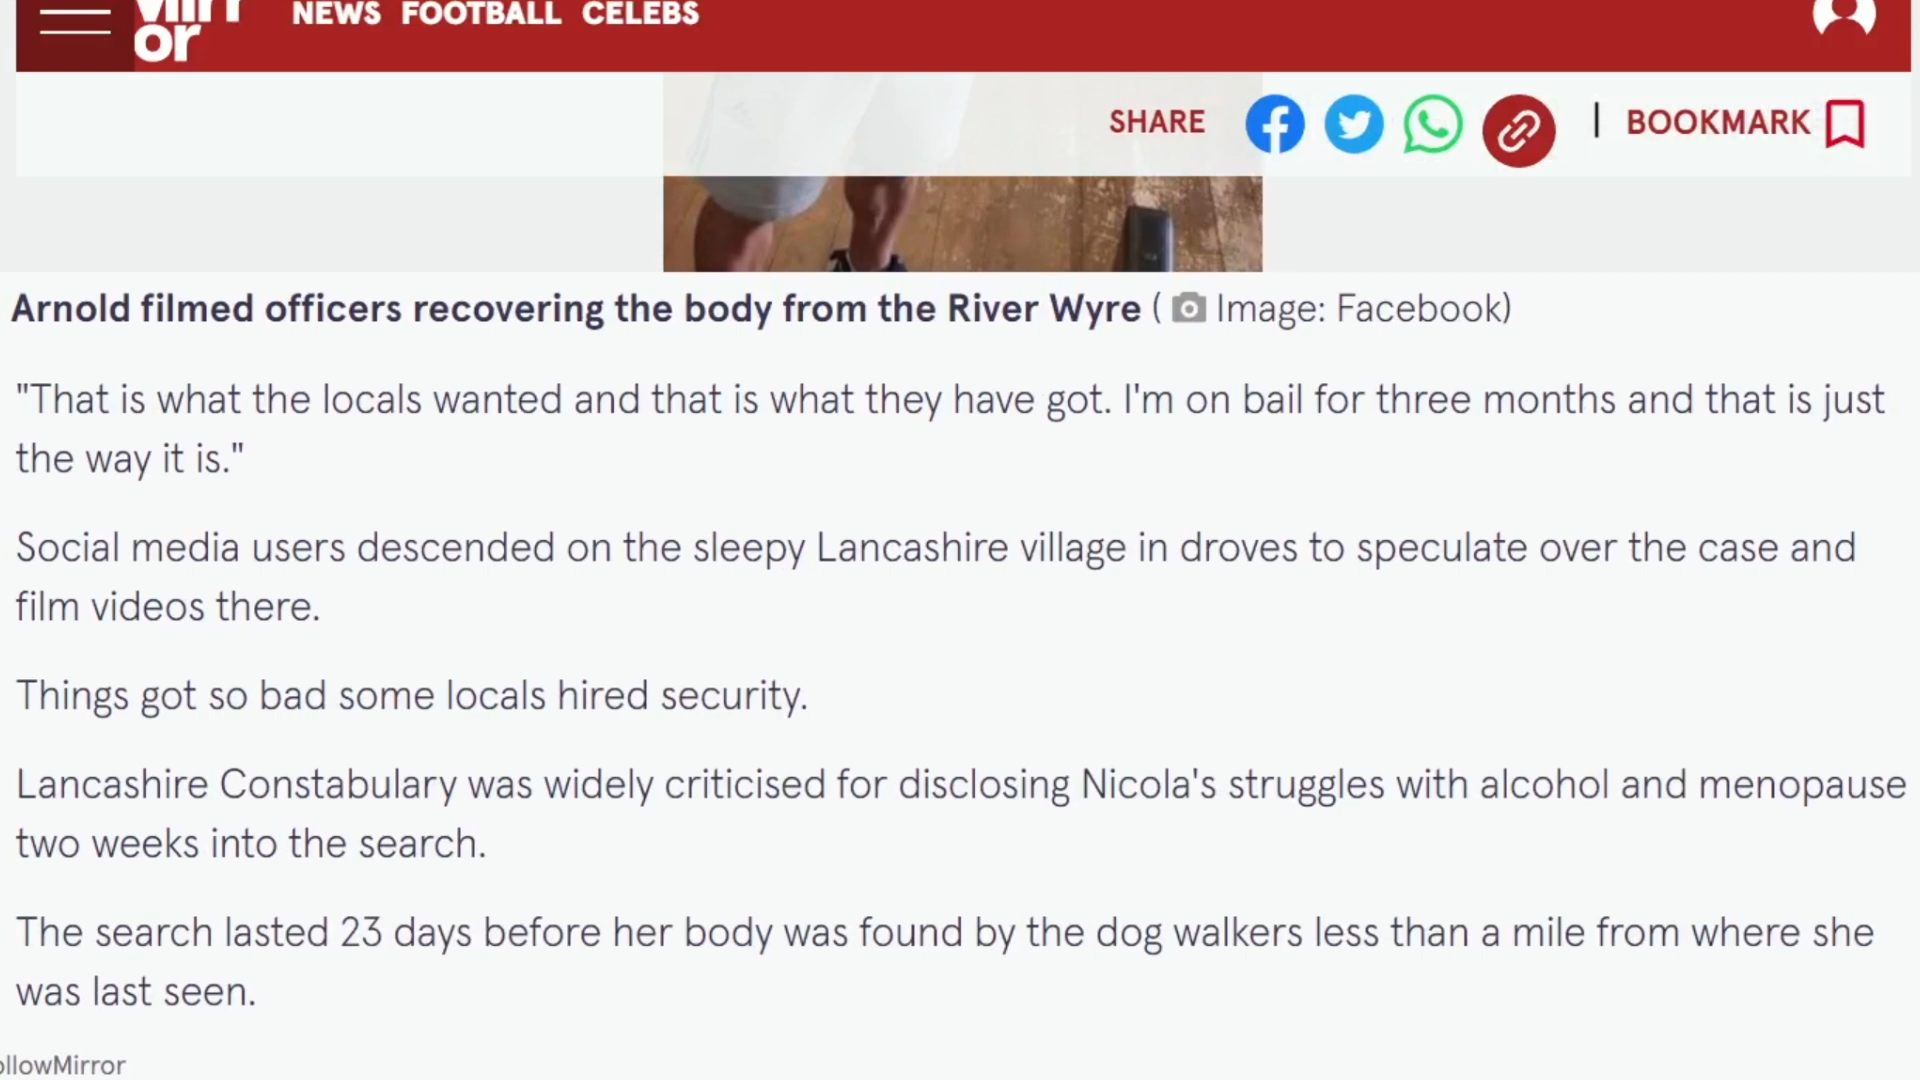 NEWS FOOTBALL CELEBS
or
SHARE
| BOOKMARK
Arnold filmed officers recovering the body from the River Wyre ( Image: Facebook)
"That is what the locals wanted and that is what they have got. I'm on bail for three months and that is just
the way it is."
Social media users descended on the sleepy Lancashire village in droves to speculate over the case and
film videos there.
Things got so bad some locals hired security.
Lancashire Constabulary was widely criticised for disclosing Nicola's struggles with alcohol and menopause
two weeks into the search.
The search lasted 23 days before her body was found by the dog walkers less than a mile from where she
was last seen.
ollowMirror